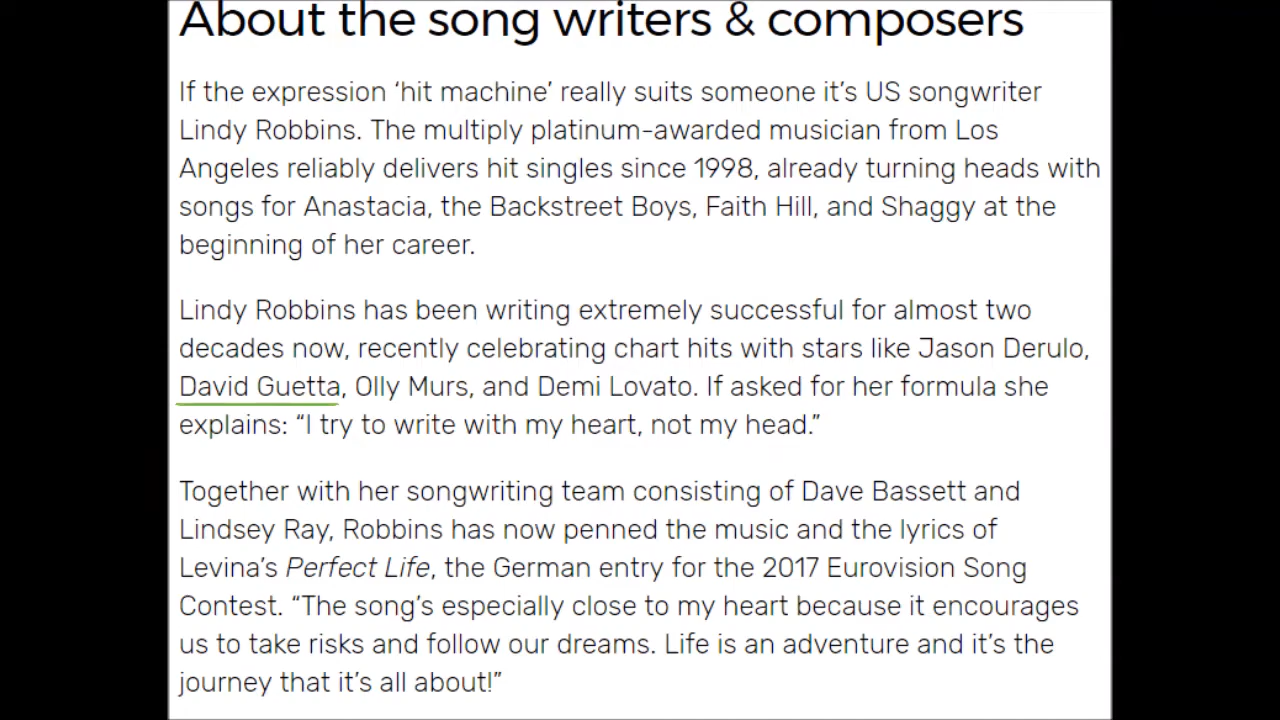 About the song writers & composers
If the expression ‘hit machine’ really suits someone it’s US songwriter
Lindy Robbins. The multiply platinum-awarded musician from Los
Angeles reliably delivers hit singles since 1998, already turning heads with
songs for Anastacia, the Backstreet Boys, Faith Hill, and Shaggy at the
beginning of her career.
Lindy Robbins has been writing extremely successful for almost two
decades now, recently celebrating chart hits with stars like Jason Derulo,
David Guetta, Olly Murs, and Demi Lovato. If asked for her formula she
explains: “I try to write with my heart, not my head.”
Together with her songwriting team consisting of Dave Bassett and
Lindsey Ray, Robbins has now penned the music and the lyrics of
Levina’s Perfect Life, the German entry for the 2017 Eurovision Song
Contest. “The song’s especially close to my heart because it encourages
us to take risks and follow our dreams. Life is an adventure and it’s the
journey that it’s all about!”